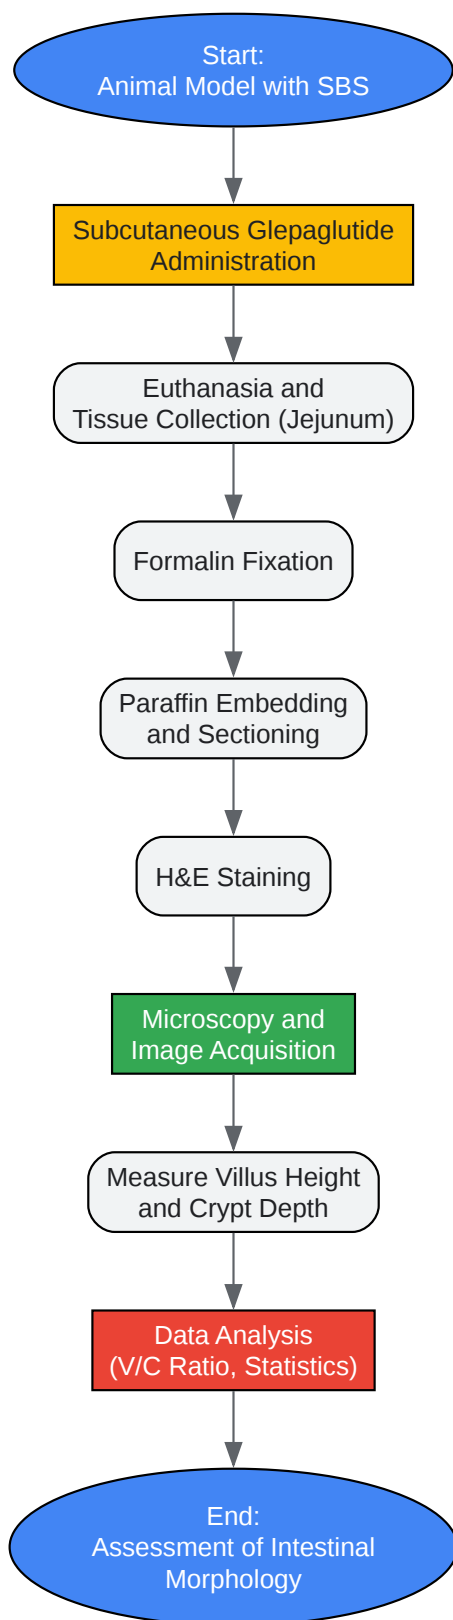 Start:
Animal Model with SBS
Subcutaneous Glepaglutide
Administration
Euthanasia and
Tissue Collection (Jejunum)
Formalin Fixation
Paraffin Embedding
and Sectioning
H&E Staining
Microscopy and
Image Acquisition
Measure Villus Height
and Crypt Depth
Data Analysis
(V/C Ratio, Statistics)
End:
Assessment of Intestinal
Morphology